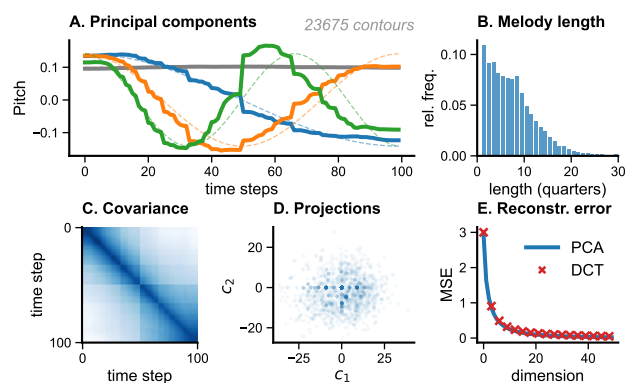 A. Principal components
23675 contours
Pitch
0.1
0.0
−0.1
0 20 40 60 80 100
time steps
B. Melody length
rel. freq.
0.10
0.05
0.00
0 10 20 30
length (quarters)
C. Covariance
time step
0
100
0 100
time step
D. Projections
c2
20
0
−20
−25 0 25
c1
E. Reconstr. error
MSE
3
2
1
0
PCA
DCT
0 20 40
dimension